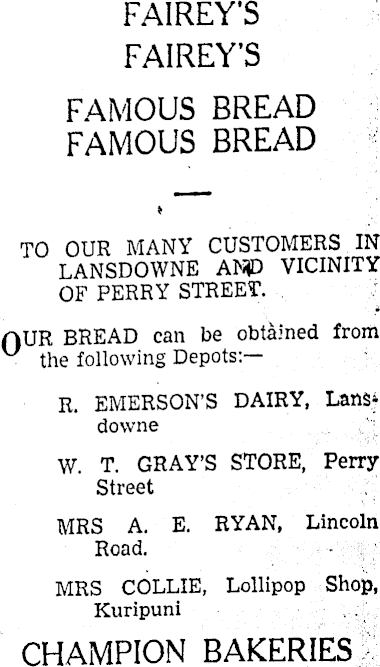 FAIREY'S
FAIREY'S
FAMOUS BREAD
FAMOUS BREAD
TO OUR MANY CUSTOMERS IN
LANSDOWNE AND VICINITY
OF PERRY STREET.
OUR BREAD can be obtained from
the following Depots:—
R. EMERSON'S DAIRY, Lans-
downe
W. T. GRAY'S STORE, Perry
Street
MRS A. E. RYAN, Lincoln
Road.
MRS COLLIE, Lollipop Shop,
Kuripuni
CHAMPION BAKERIES